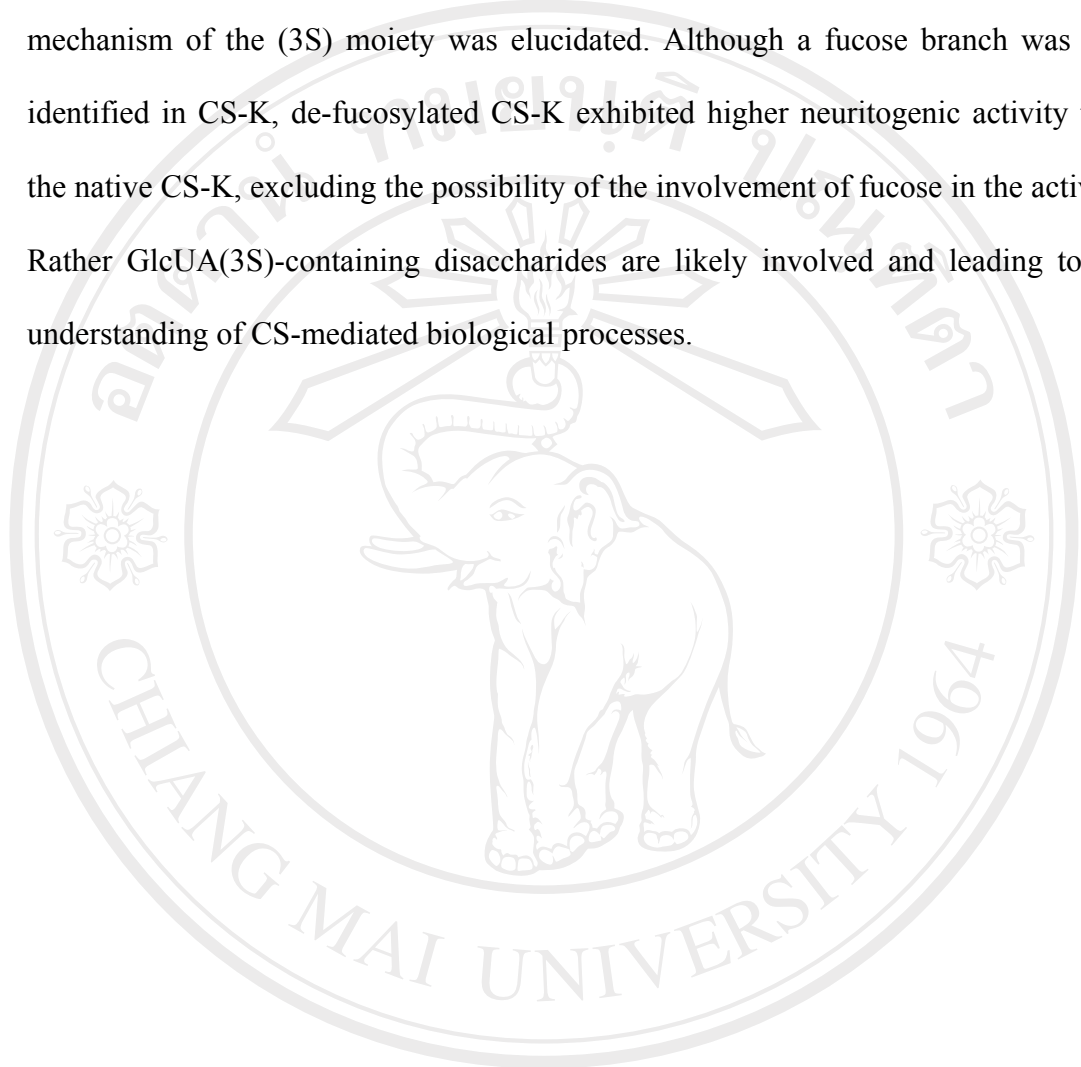 mechanism of the (3S) moiety was elucidated. Although a fucose branch was
identified in CS-K, de-fucosylated CS-K exhibited higher neuritogenic activity
the native CS-K, excluding the possibility of the involvement of fucose in the
Rather GlcUA(3S)-containing disaccharides are likely involved and leading to
understanding of CS-mediated biological processes.
CHIANG MAI UNIVERSITY 1964